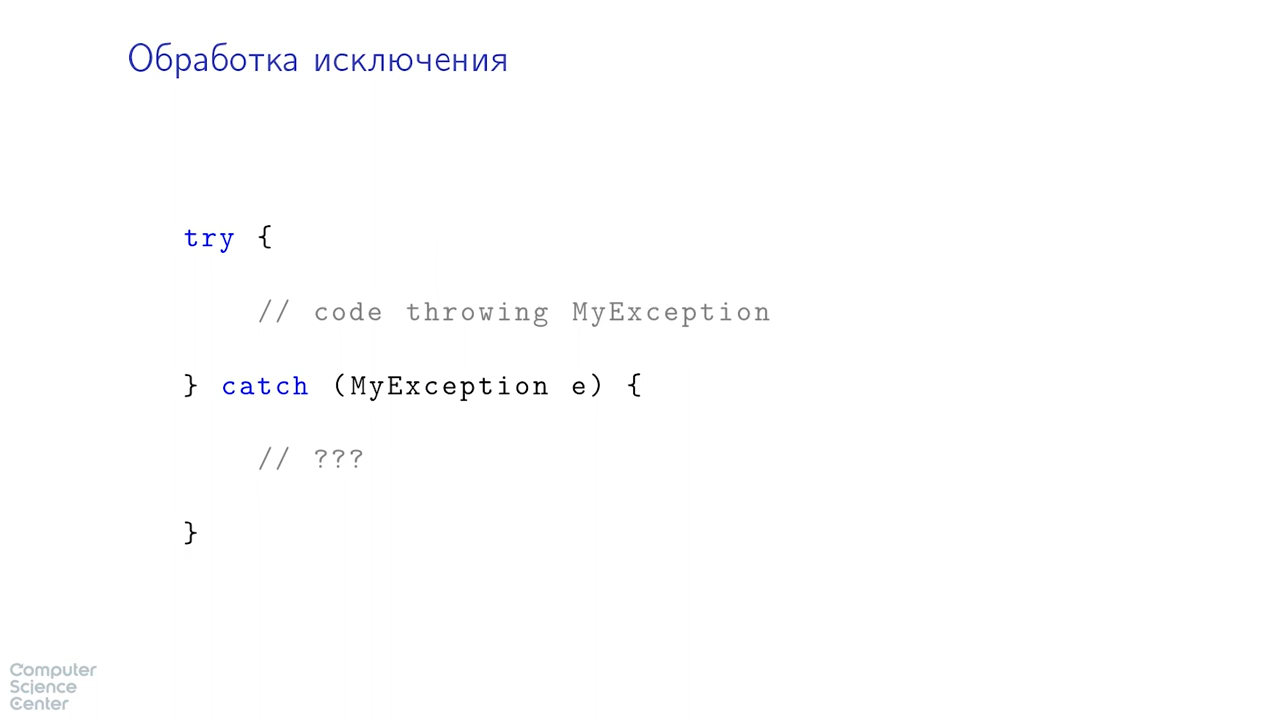 Обработка исключения
try {
// code throwing MyException
} catch (MyException e) {
// ???
}
Computer
Science
Center